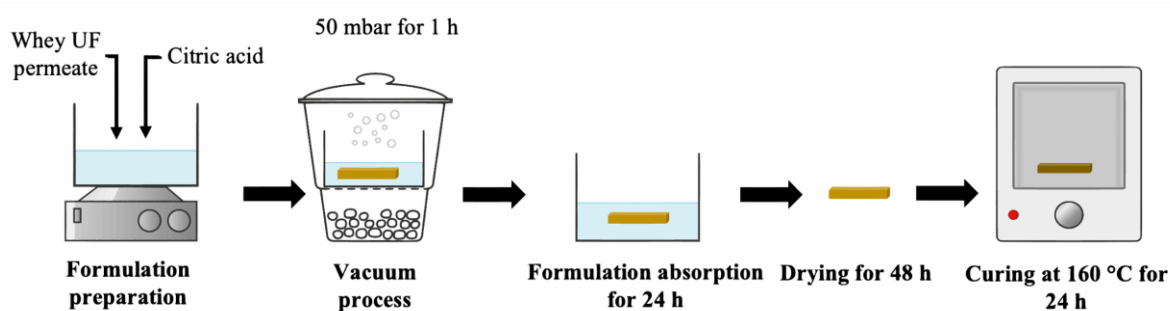 50 mbar for 1 h
Whey UF
permeate
Citric acid
Formulation
preparation
Vacuum
process
Formulation absorption
for 24 h
Drying for 48 h
Curing at 160 °C for
24 h